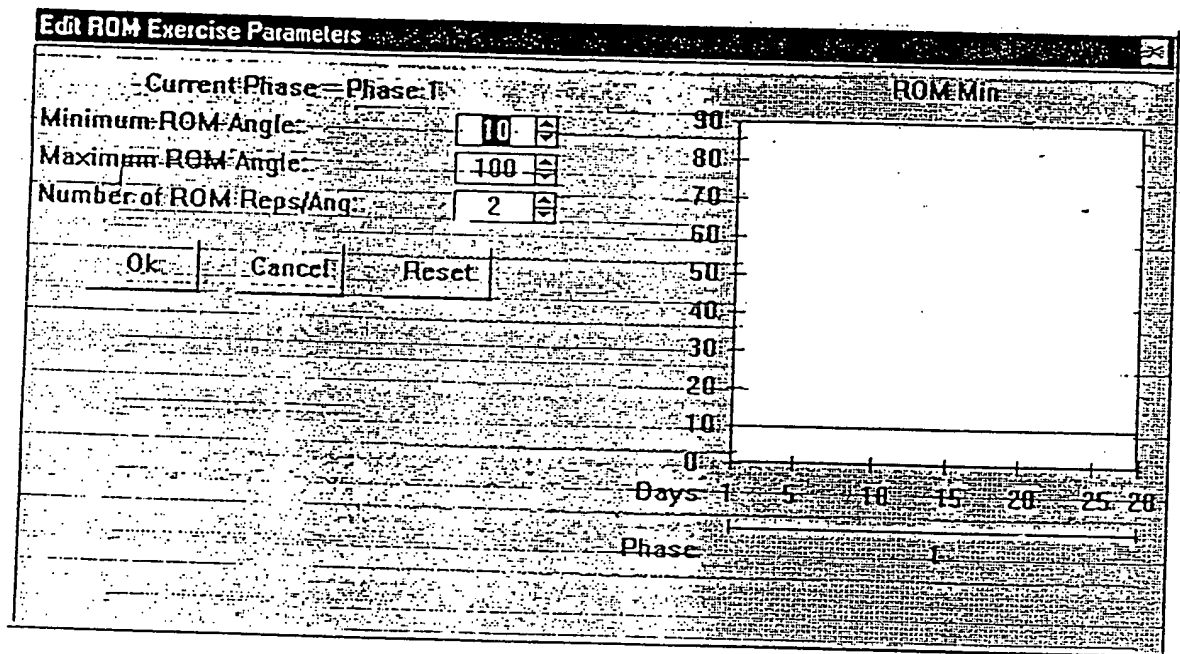 Edit ROM Exercise Parameters
Current Phase = Phase 1
Minimum ROM Angle: 10
Maximum ROM Angle: 100
Number of ROM Reps/Ang: 2
Ok Cancel Reset
ROM Min
90
80
70
60
50
40
30
20
10
0
Days 1 5 10 15 20 25 28
Phase 1